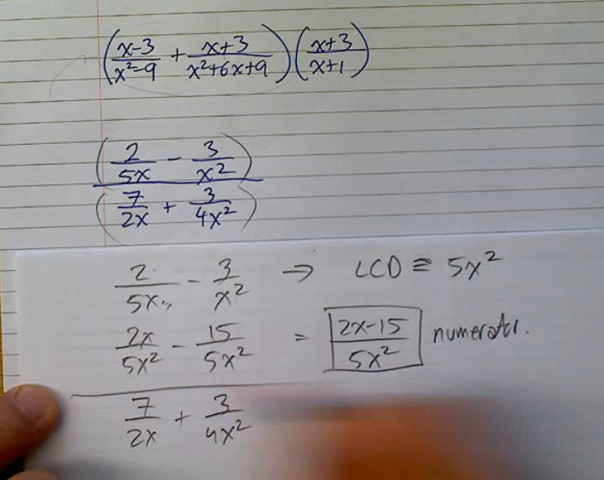 ((x-3)/(x²-9) + (x+3)/(x²+6x+9)) ((x+3)/(x+1))
(2/(5x) - 3/x²)
(7/(2x) + 3/(4x²))
2/(5x) - 3/x² → LCD ≡ 5x²
2x/(5x²) - 15/(5x²) = (2x-15)/(5x²) numerator.
7/(2x) + 3/(4x²)